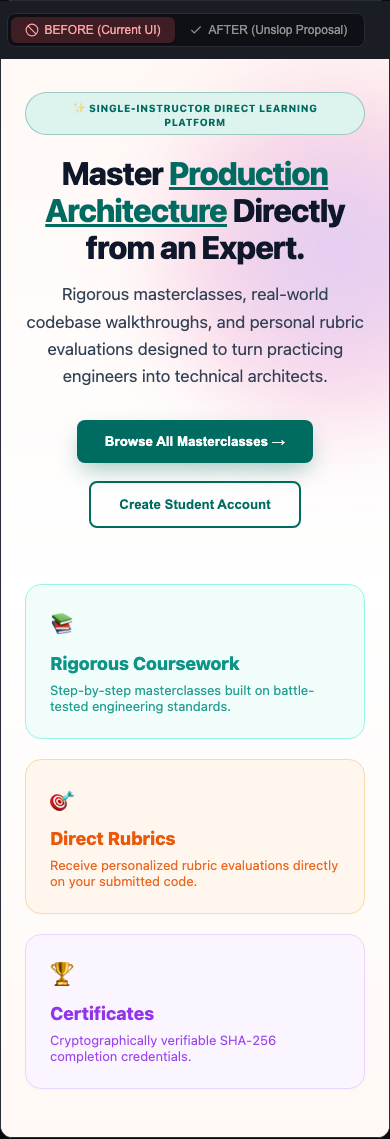 BEFORE (Current UI)
AFTER (Unslop Proposal)
✨ SINGLE-INSTRUCTOR DIRECT LEARNING
PLATFORM
Master Production
Architecture Directly
from an Expert.
Rigorous masterclasses, real-world
codebase walkthroughs, and personal rubric
evaluations designed to turn practicing
engineers into technical architects.
Browse All Masterclasses →
Create Student Account
Rigorous Coursework
Step-by-step masterclasses built on battle-
tested engineering standards.
Direct Rubrics
Receive personalized rubric evaluations directly
on your submitted code.
Certificates
Cryptographically verifiable SHA-256
completion credentials.